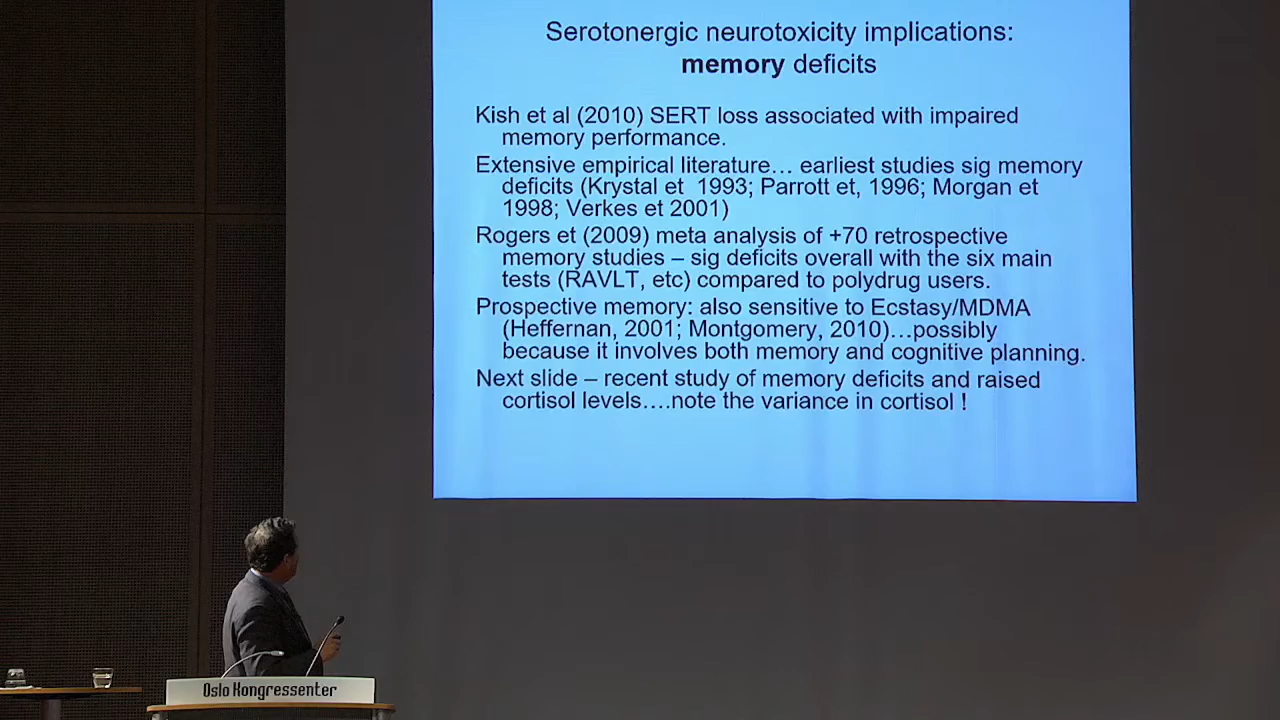 Serotonergic neurotoxicity implications:
memory deficits
Kish et al (2010) SERT loss associated with impaired
memory performance.
Extensive empirical literature… earliest studies sig memory
deficits (Krystal et 1993; Parrott et, 1996; Morgan et
1998; Verkes et 2001)
Rogers et (2009) meta analysis of +70 retrospective
memory studies – sig deficits overall with the six main
tests (RAVLT, etc) compared to polydrug users.
Prospective memory: also sensitive to Ecstasy/MDMA
(Heffernan, 2001; Montgomery, 2010)…possibly
because it involves both memory and cognitive planning.
Next slide – recent study of memory deficits and raised
cortisol levels….note the variance in cortisol !
Oslo Kongressenter